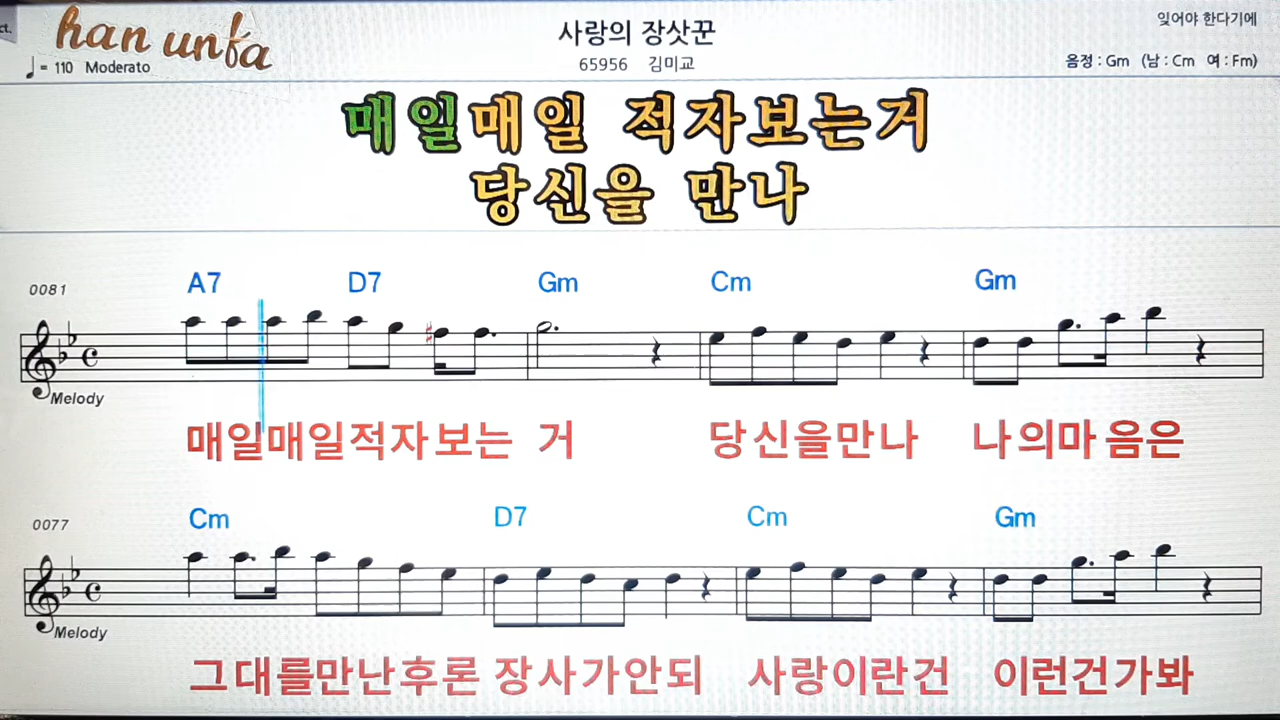 ct.
han unfa
잊어야 한다기에
사랑의 장삿꾼
♩= 110 Moderato
65956 김미교
음정 : Gm (남 : Cm 여 : Fm)
매일매일 적자보는거
당신을 만나
0081
A7 D7 Gm Cm Gm
Melody
매일매일적자보는 거 당신을만나 나의마음은
0077
Cm D7 Cm Gm
Melody
그대를만난후론 장사가안되 사랑이란건 이런건가봐